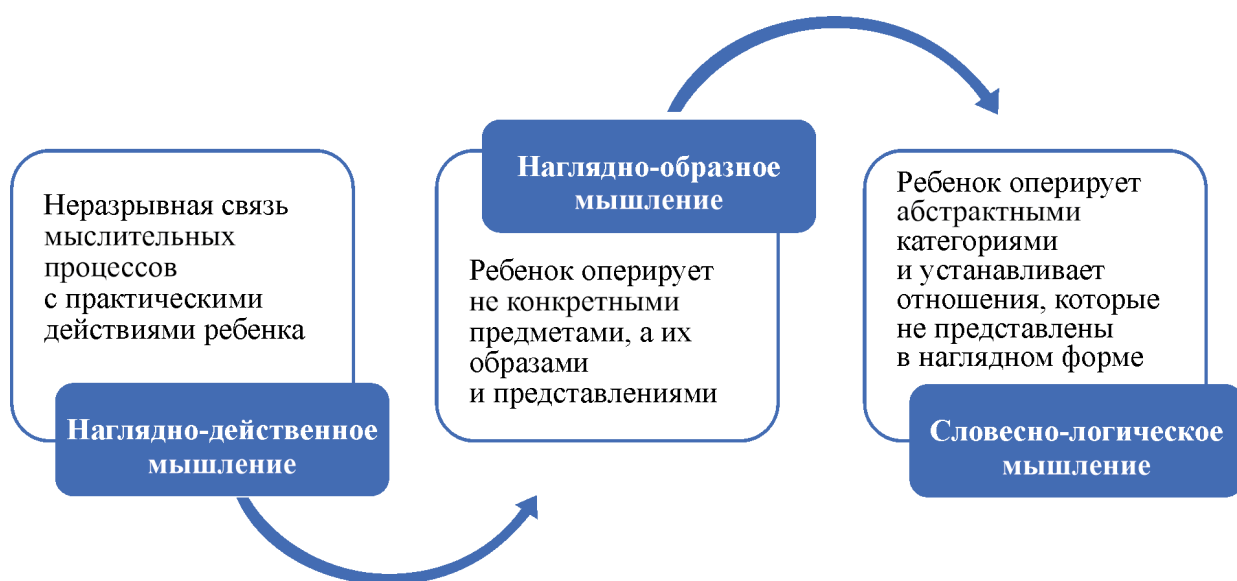 Неразрывная связь
мыслительных
процессов
с практическими
действиями ребенка
Наглядно-действенное
мышление
Наглядно-образное
мышление
Ребенок оперирует
не конкретными
предметами, а их
образами
и представлениями
Ребенок оперирует
абстрактными
категориями
и устанавливает
отношения, которые
не представлены
в наглядном форме
Словесно-логическое
мышление